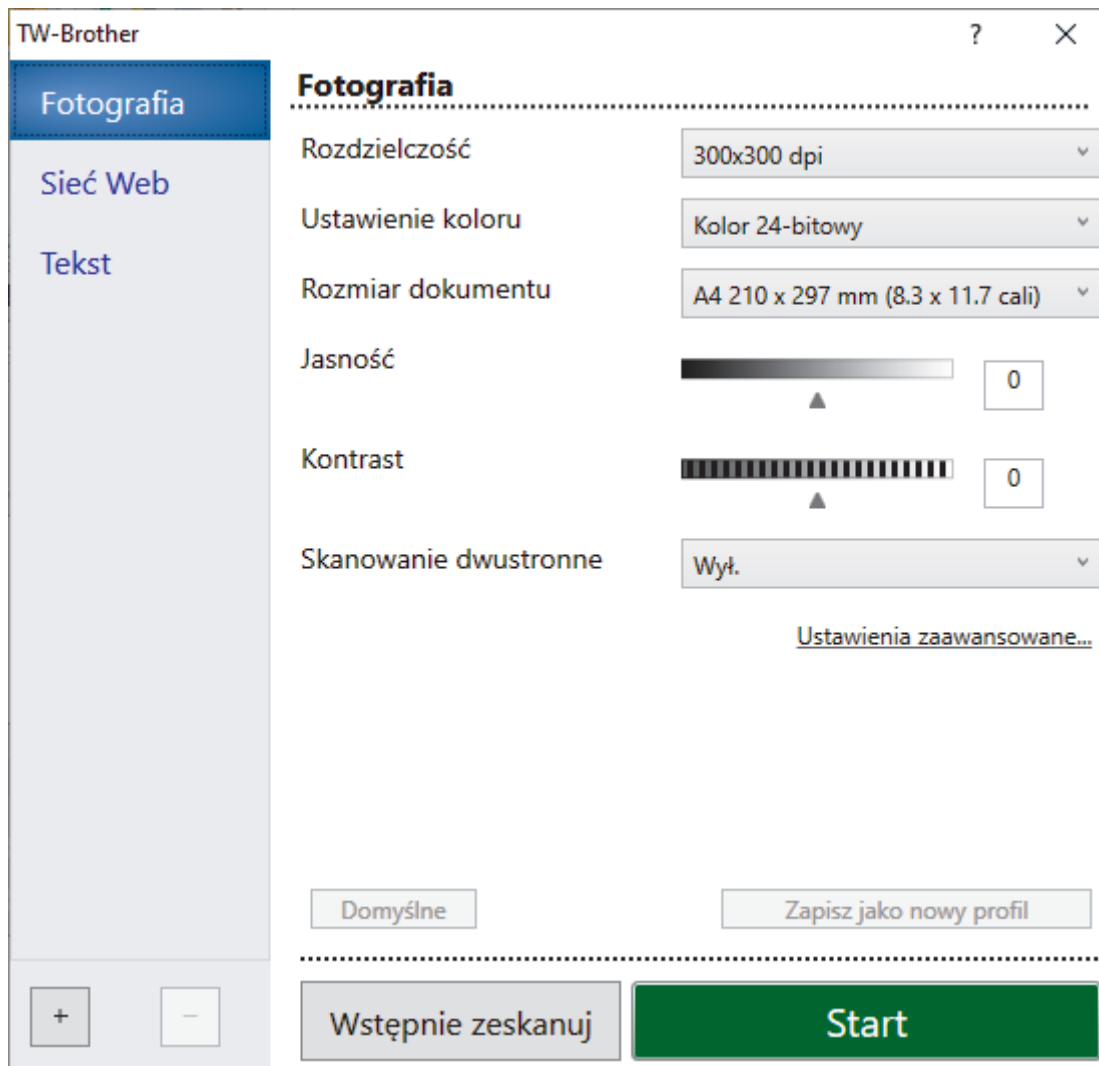 TW-Brother
?
Fotografia
Sieć Web
Tekst
Fotografia
Rozdzielczość
300x300 dpi
Ustawienie koloru
Kolor 24-bitowy
Rozmiar dokumentu
A4 210 x 297 mm (8.3 x 11.7 cali)
Jasność
0
Kontrast
0
Skanowanie dwustronne
Wył.
Ustawienia zaawansowane...
Domyślne
Zapisz jako nowy profil
+
−
Wstępnie zeskanuj
Start